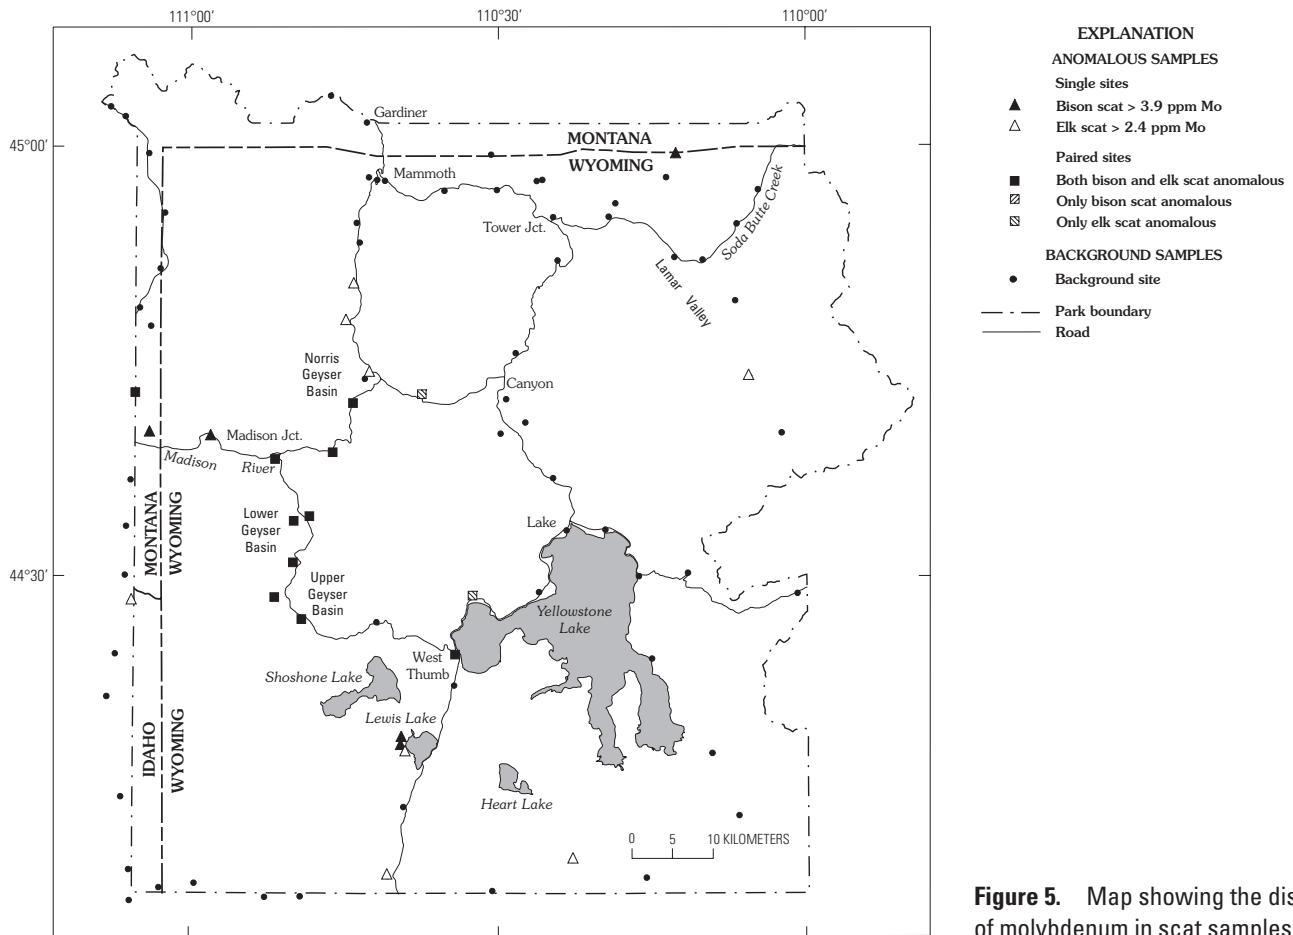 111°00′
110°30′
110°00′
45°00′
44°30′
Gardiner
MONTANA
WYOMING
Mammoth
Tower Jct.
Soda Butte Creek
Lamar Valley
Norris
Geyser
Basin
Canyon
Madison Jct.
Madison
River
MONTANA
WYOMING
Lower
Geyser
Basin
Lake
Upper
Geyser
Basin
Yellowstone
Lake
West
Thumb
Shoshone Lake
Lewis Lake
IDAHO
WYOMING
Heart Lake
0 5 10 KILOMETERS
EXPLANATION
ANOMALOUS SAMPLES
Single sites
Bison scat > 3.9 ppm Mo
Elk scat > 2.4 ppm Mo
Paired sites
Both bison and elk scat anomalous
Only bison scat anomalous
Only elk scat anomalous
BACKGROUND SAMPLES
Background site
Park boundary
Road
Figure 5. Map showing the dis
of molybdenum in scat samples